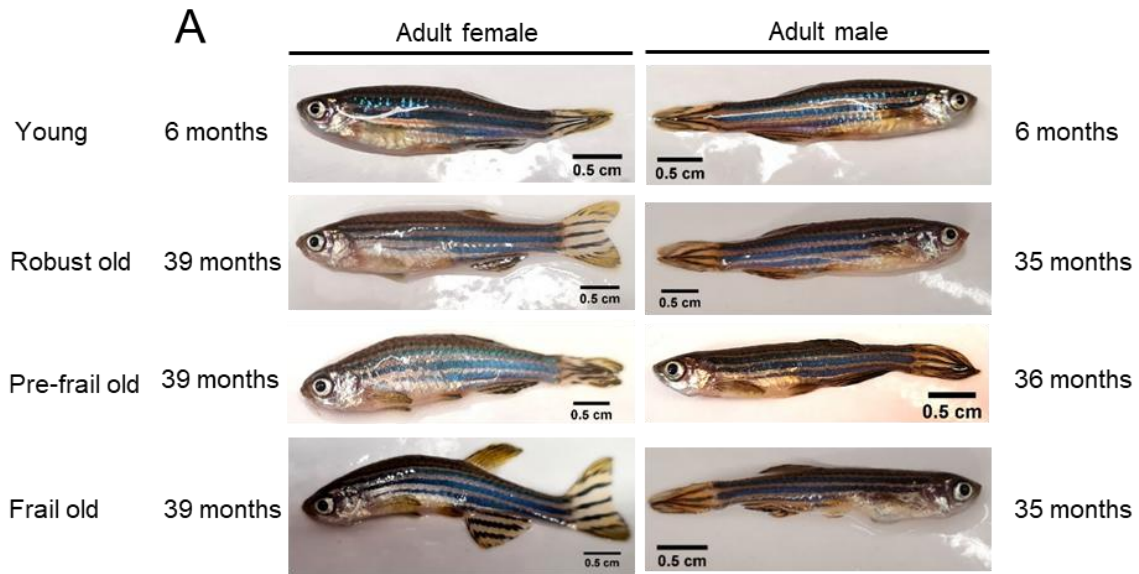 A
Adult female
Adult male
Young
6 months
0.5 cm
0.5 cm
6 months
Robust old
39 months
0.5 cm
0.5 cm
35 months
Pre-frail old
39 months
0.5 cm
0.5 cm
36 months
Frail old
39 months
0.5 cm
0.5 cm
35 months